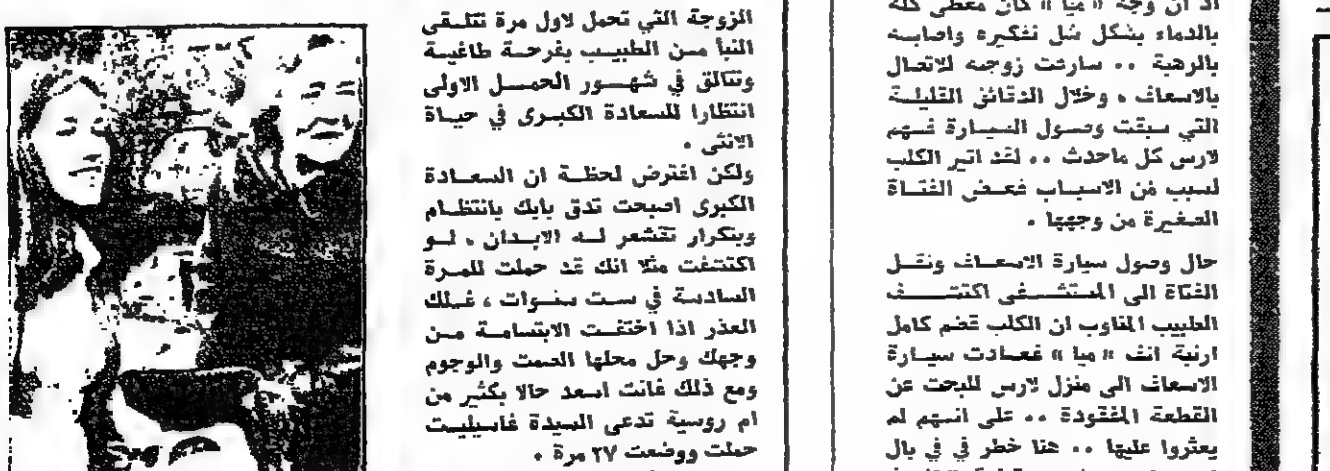 اذ ان وجه « ميا » كان مغطى كله
بالدماء بشكل شل تفكيره واصابه
بالرهبة .. سارعت زوجته للاتصال
بالاسعاف . وخلال الدقائق القليلة
التي سبقت وصول السيارة فهم
لارس كل ماحدث .. لقد اثير الكلب
لسبب من الاسباب فعض الفتاة
الصغيرة من وجهها .
حال وصول سيارة الاسعاف ونقل
الفتاة الى المستشفى اكتشف
الطبيب المناوب ان الكلب قضم كامل
ارنبة انف « ميا » فعادت سيارة
الاسعاف الى منزل لارس للبحث عن
القطعة المفقودة .. على انهم لم
يعثروا عليها .. هنا خطر في في بال
الزوجة التي تحمل لاول مرة تتلقى
النبأ من الطبيب بفرحة طاغية
وتتالق في شهور الحمل الاولى
انتظارا للسعادة الكبرى في حياة
الانثى .
ولكن افترض لحظة ان السعادة
الكبرى اصبحت تدق بابك بانتظام
وبتكرار تقشعر له الابدان . لو
اكتشفت مثلا انك قد حملت للمرة
السادسة في ست سنوات ، فلك
العذر اذا اختفت الابتسامة من
وجهك وحل محلها الصمت والوجوم
ومع ذلك فانت اسعد حالا بكثير من
ام روسية تدعى السيدة فاسيليت
حملت ووضعت ٢٧ مرة .